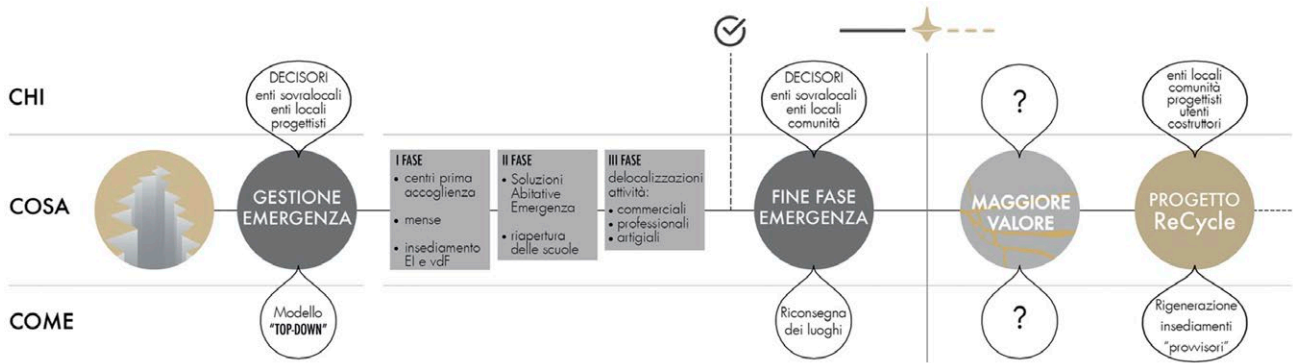 CHI
DECISORI
enti sovralocali
enti locali
progettisti
DECISORI
enti sovralocali
enti locali
comunità
?
enti locali
comunità
progettisti
utenti
costruttori
COSA
GESTIONE
EMERGENZA
I FASE
• centri prima
accoglienza
• mense
• insediamento
EI e vdF
II FASE
• Soluzioni
Abitative
Emergenza
• riapertura
delle scuole
III FASE
delocalizzazioni
attività:
• commerciali
• professionali
• artigiali
FINE FASE
EMERGENZA
MAGGIORE
VALORE
PROGETTO
ReCycle
COME
Modello
"TOP-DOWN"
Riconsegna
dei luoghi
?
Rigenerazione
insediamenti
"provvisori"